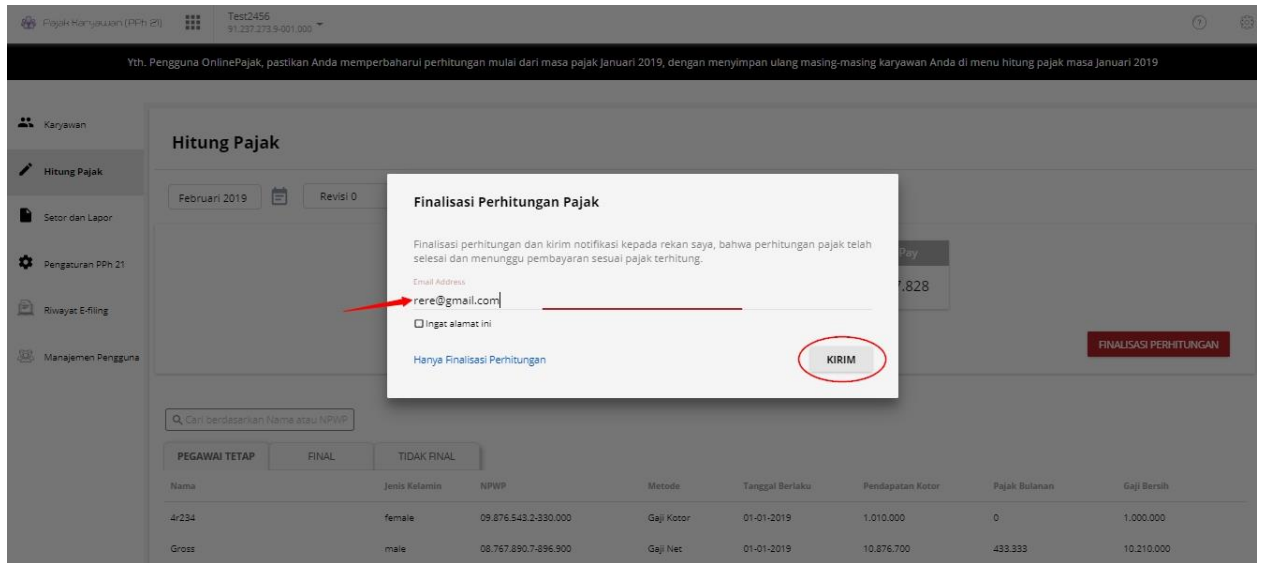 Pajak Karyawan (PPh 21)
Test2456
91.237.273.9-001.000
Yth. Pengguna OnlinePajak, pastikan Anda memperbaharui perhitungan mulai dari masa pajak Januari 2019, dengan menyimpan ulang masing-masing karyawan Anda di menu hitung pajak masa Januari 2019
Karyawan
Hitung Pajak
Setor dan Lapor
Pengaturan PPh 21
Riwayat E-filing
Manajemen Pengguna
Hitung Pajak
Februari 2019 Revisi 0
Finalisasi Perhitungan Pajak
Finalisasi perhitungan dan kirim notifikasi kepada rekan saya, bahwa perhitungan pajak telah
selesai dan menunggu pembayaran sesuai pajak terhitung.
Email Address
rere@gmail.com
Ingat alamat ini
Hanya Finalisasi Perhitungan KIRIM
Pay
7.828
FINALISASI PERHITUNGAN
Cari berdasarkan Nama atau NPWP
PEGAWAI TETAP FINAL TIDAK FINAL
Nama Jenis Kelamin NPWP Metode Tanggal Berlaku Pendapatan Kotor Pajak Bulanan Gaji Bersih
4r234 female 09.876.543.2-330.000 Gaji Kotor 01-01-2019 1.010.000 0 1.000.000
Gross male 08.767.890.7-896.900 Gaji Net 01-01-2019 10.876.700 433.333 10.210.000